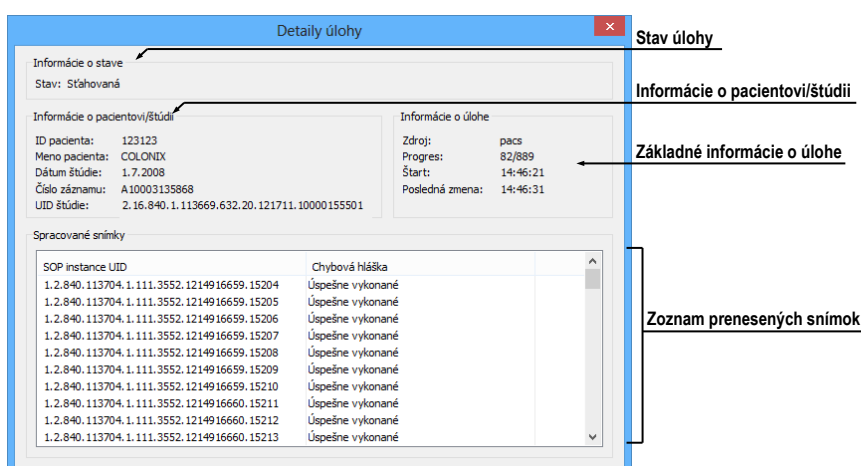 Detaily úlohy
Stav úlohy
Informácie o stave
Stav: Sťahovaná
Informácie o pacientovi/štúdii
Informácie o pacientovi/štúdii
ID pacienta: 123123
Meno pacienta: COLONIX
Dátum štúdie: 1.7.2008
Číslo záznamu: A10003135868
UID štúdie: 2.16.840.1.113669.632.20.121711.10000155501
Informácie o úlohe
Zdroj: pacs
Progres: 82/889
Štart: 14:46:21
Posledná zmena: 14:46:31
Základné informácie o úlohe
Spracované snímky
SOP instance UID Chybová hláška
1.2.840.113704.1.111.3552.1214916659.15204 Úspešne vykonané
1.2.840.113704.1.111.3552.1214916659.15205 Úspešne vykonané
1.2.840.113704.1.111.3552.1214916659.15206 Úspešne vykonané
1.2.840.113704.1.111.3552.1214916659.15207 Úspešne vykonané
1.2.840.113704.1.111.3552.1214916659.15208 Úspešne vykonané
1.2.840.113704.1.111.3552.1214916659.15209 Úspešne vykonané
1.2.840.113704.1.111.3552.1214916659.15210 Úspešne vykonané
1.2.840.113704.1.111.3552.1214916660.15211 Úspešne vykonané
1.2.840.113704.1.111.3552.1214916660.15212 Úspešne vykonané
1.2.840.113704.1.111.3552.1214916660.15213 Úspešne vykonané
Zoznam prenesených snímok